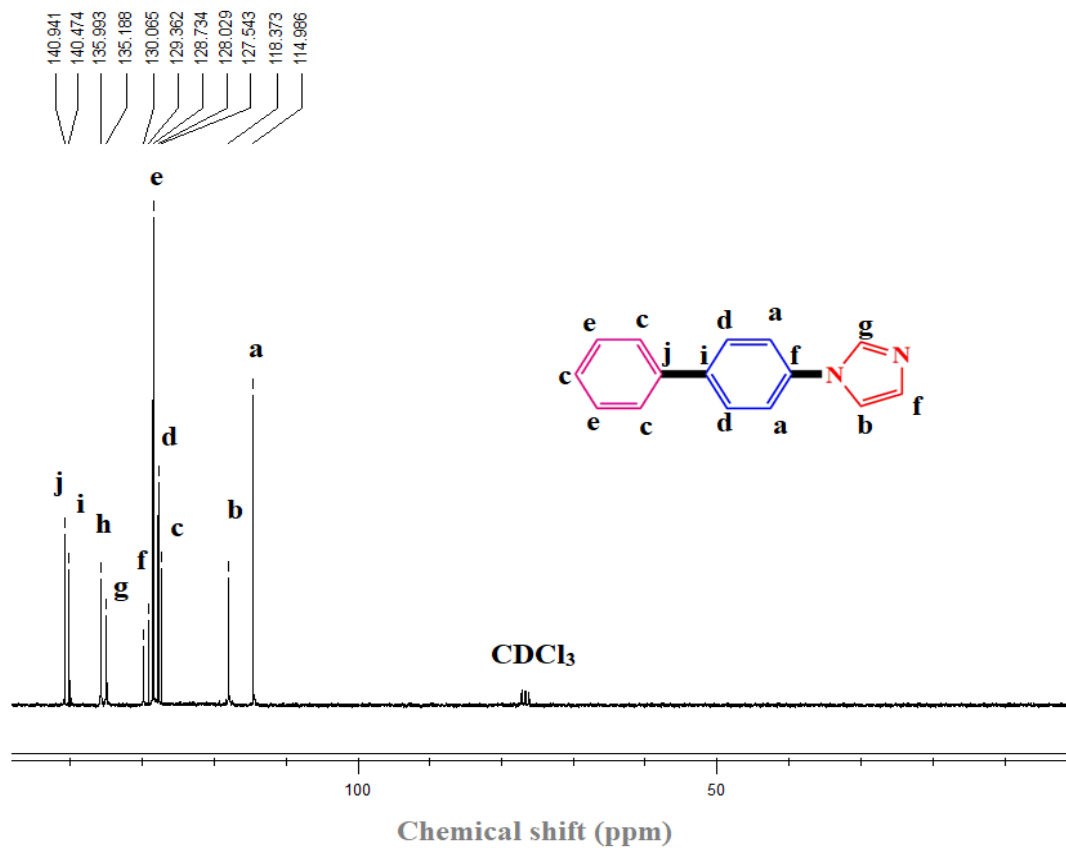 140.941
140.474
135.993
135.188
130.065
129.362
128.734
128.029
127.543
118.373
114.986
e
a
d
j
i
h
c
b
f
g
CDCl₃
d
a
g
e
c
N
j
i
f
N
c
f
e
c
d
a
b
100
50
Chemical shift (ppm)